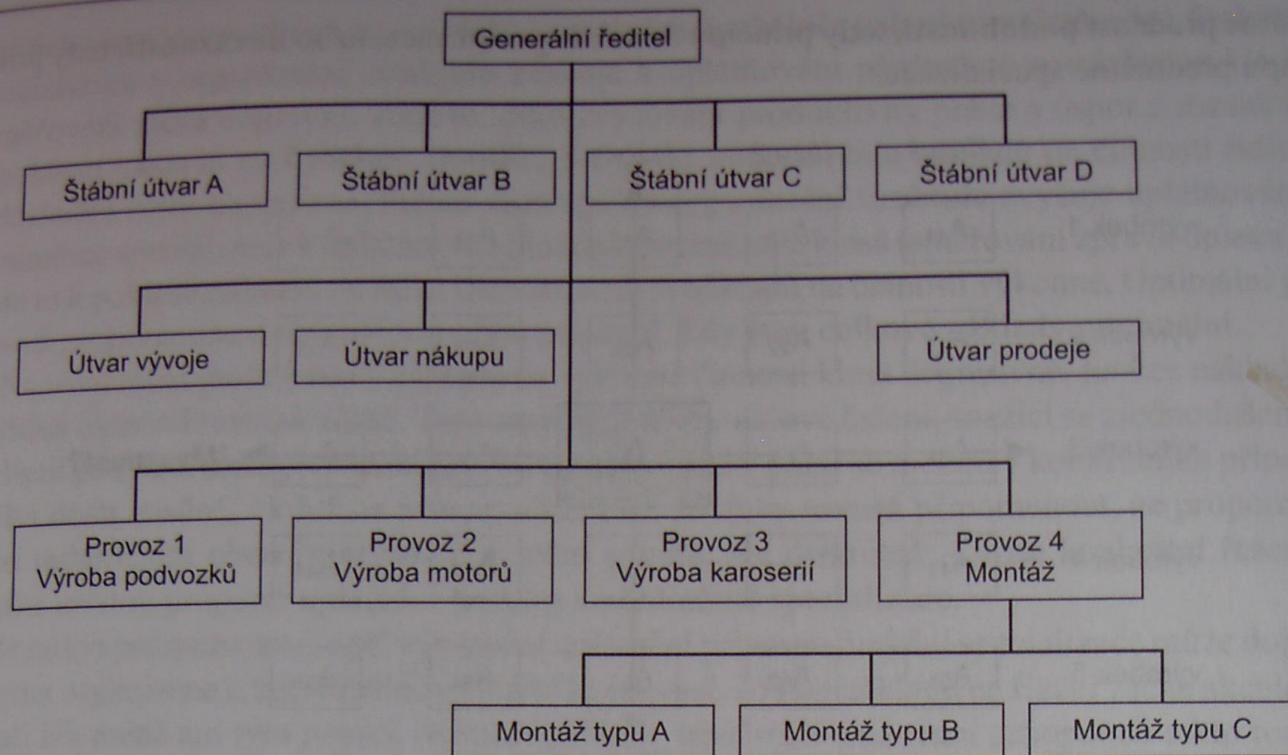 Generální ředitel
Štábní útvar A
Štábní útvar B
Štábní útvar C
Štábní útvar D
Útvar vývoje
Útvar nákupu
Útvar prodeje
Provoz 1
Výroba podvozků
Provoz 2
Výroba motorů
Provoz 3
Výroba karoserií
Provoz 4
Montáž
Montáž typu A
Montáž typu B
Montáž typu C